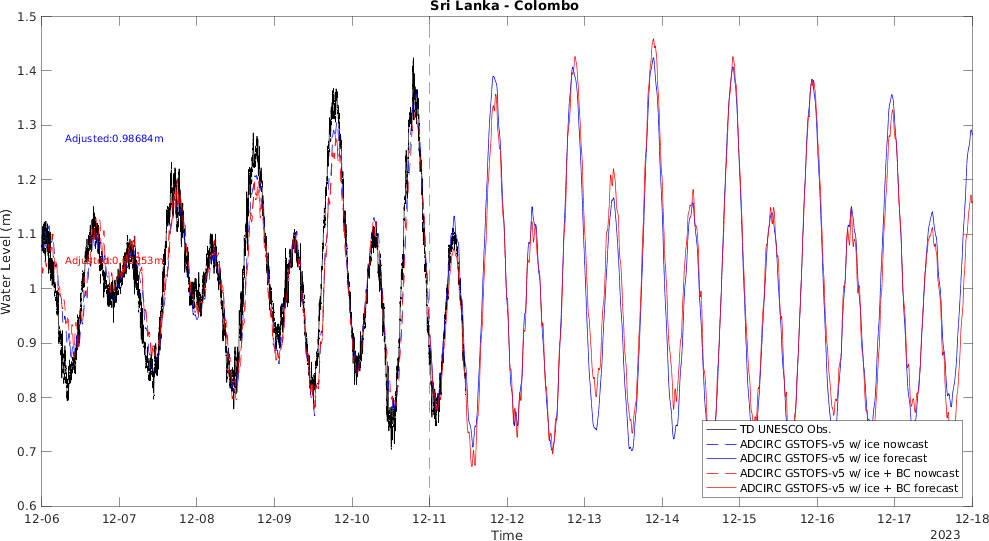 Sri Lanka - Colombo
Water Level (m)
1.5
1.4
1.3
1.2
1.1
1
0.9
0.8
0.7
0.6
Adjusted:0.98684m
TD UNESCO Obs.
ADCIRC GSTOFS-v5 w/ ice nowcast
ADCIRC GSTOFS-v5 w/ ice forecast
ADCIRC GSTOFS-v5 w/ ice + BC nowcast
ADCIRC GSTOFS-v5 w/ ice + BC forecast
12-06 12-07 12-08 12-09 12-10 12-11 12-12 12-13 12-14 12-15 12-16 12-17 12-18
Time
2023